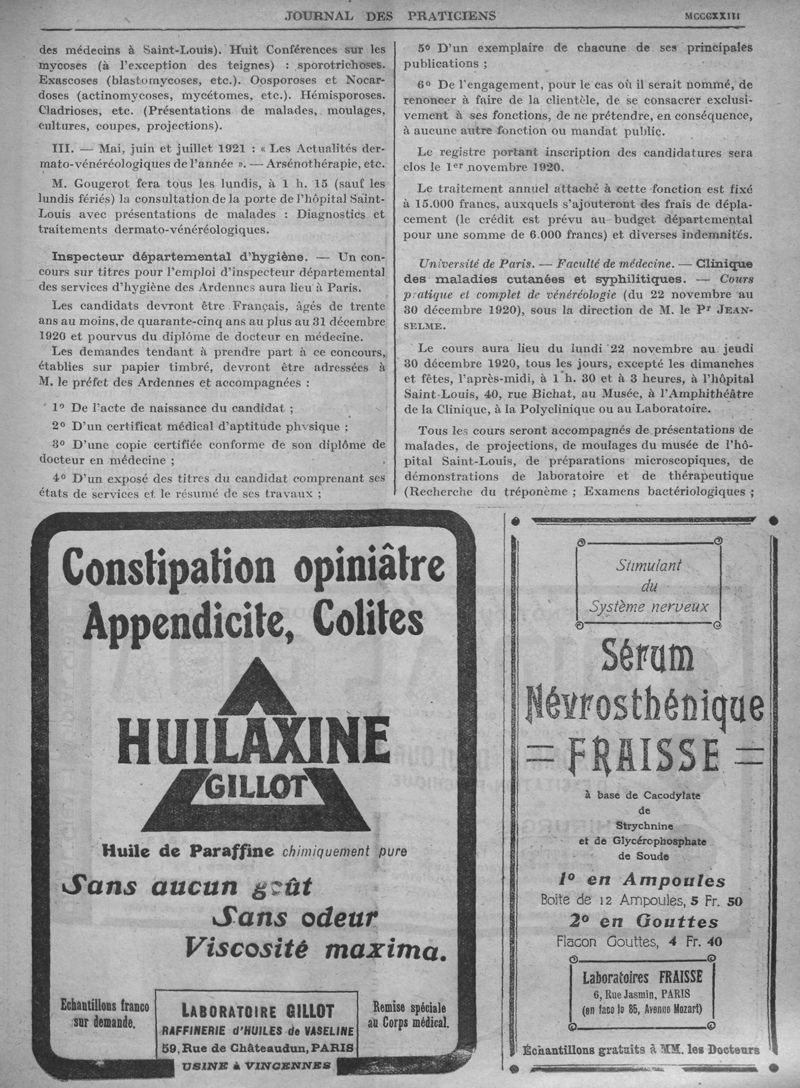 JOURNAL DES PRATICIENS
MCCCXXIII
des médecins à Saint-Louis). Huit Conférences sur les
mycoses (à l'exception des teignes) : sporotrichoses.
Exascoses (blastomycoses, etc.). Oosporoses et Nocar-
doses (actinomycoses, mycétomes, etc.). Hémisporoses.
Cladrioses, etc. (Présentations de malades, moulages,
cultures, coupes, projections).
III. — Mai, juin et juillet 1921 : « Les Actualités der-
mato-vénéréologiques de l'année ». — Arsénothérapie, etc.
M. Gougerot fera tous les lundis, à 1 h. 15 (sauf les
lundis fériés) la consultation de la porte de l'hôpital Saint-
Louis avec présentations de malades : Diagnostics et
traitements dermato-vénéréologiques.
Inspecteur départemental d'hygiène. — Un con-
cours sur titres pour l'emploi d'inspecteur départemental
des services d'hygiène des Ardennes aura lieu à Paris.
Les candidats devront être Français, âgés de trente
ans au moins, de quarante-cinq ans au plus au 31 décembre
1920 et pourvus du diplôme de docteur en médecine.
Les demandes tendant à prendre part à ce concours,
établies sur papier timbré, devront être adressées à
M. le préfet des Ardennes et accompagnées :
1º De l'acte de naissance du candidat ;
2º D'un certificat médical d'aptitude physique ;
3º D'une copie certifiée conforme de son diplôme de
docteur en médecine ;
4º D'un exposé des titres du candidat comprenant ses
états de services et le résumé de ses travaux ;
5º D'un exemplaire de chacune de ses principales
publications ;
6º De l'engagement, pour le cas où il serait nommé, de
renoncer à faire de la clientèle, de se consacrer exclusi-
vement à ses fonctions, de ne prétendre, en conséquence,
à aucune autre fonction ou mandat public.
Le registre portant inscription des candidatures sera
clos le 1er novembre 1920.
Le traitement annuel attaché à cette fonction est fixé
à 15.000 francs, auxquels s'ajouteront des frais de dépla-
cement (le crédit est prévu au budget départemental
pour une somme de 6.000 francs) et diverses indemnités.
Université de Paris. — Faculté de médecine. — Clinique
des maladies cutanées et syphilitiques. — Cours
pratique et complet de vénéréologie (du 22 novembre au
30 décembre 1920), sous la direction de M. le Pr JEAN-
SELME.
Le cours aura lieu du lundi 22 novembre au jeudi
30 décembre 1920, tous les jours, excepté les dimanches
et fêtes, l'après-midi, à 1 h. 30 et à 3 heures, à l'hôpital
Saint-Louis, 40, rue Bichat, au Musée, à l'Amphithéâtre
de la Clinique, à la Polyclinique ou au Laboratoire.
Tous les cours seront accompagnés de présentations de
malades, de projections, de moulages du musée de l'hô-
pital Saint-Louis, de préparations microscopiques, de
démonstrations de laboratoire et de thérapeutique
(Recherche du tréponème ; Examens bactériologiques ;
Constipation opiniâtre
Appendicite, Colites
HUILAXINE
GILLOT
Huile de Paraffine chimiquement pure
Sans aucun goût
Sans odeur
Viscosité maxima.
Echantillons franco
sur demande.
LABORATOIRE GILLOT
RAFFINERIE d'HUILES de VASELINE
59, Rue de Châteaudun, PARIS
USINE à VINCENNES
Remise spéciale
au Corps médical.
Stimulant
du
Système nerveux
Sérum
Névrosthénique
= FRAISSE =
à base de Cacodylate
de
Strychnine
et de Glycérophosphate
de Soude
1º en Ampoules
Boite de 12 Ampoules, 5 Fr. 50
2º en Gouttes
Flacon Gouttes, 4 Fr. 40
Laboratoires FRAISSE
6, Rue Jasmin, PARIS
(en face le 85, Avenue Mozart)
Échantillons gratuits à MM. les Docteurs